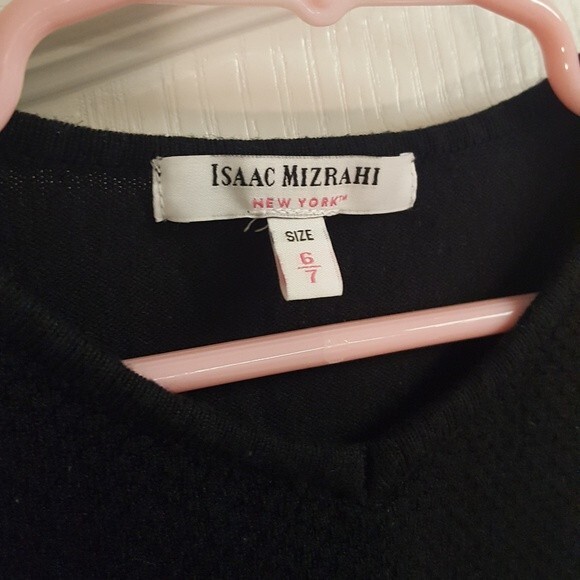 ISAAC MIZRAHI
NEW YORK™
SIZE
6/7